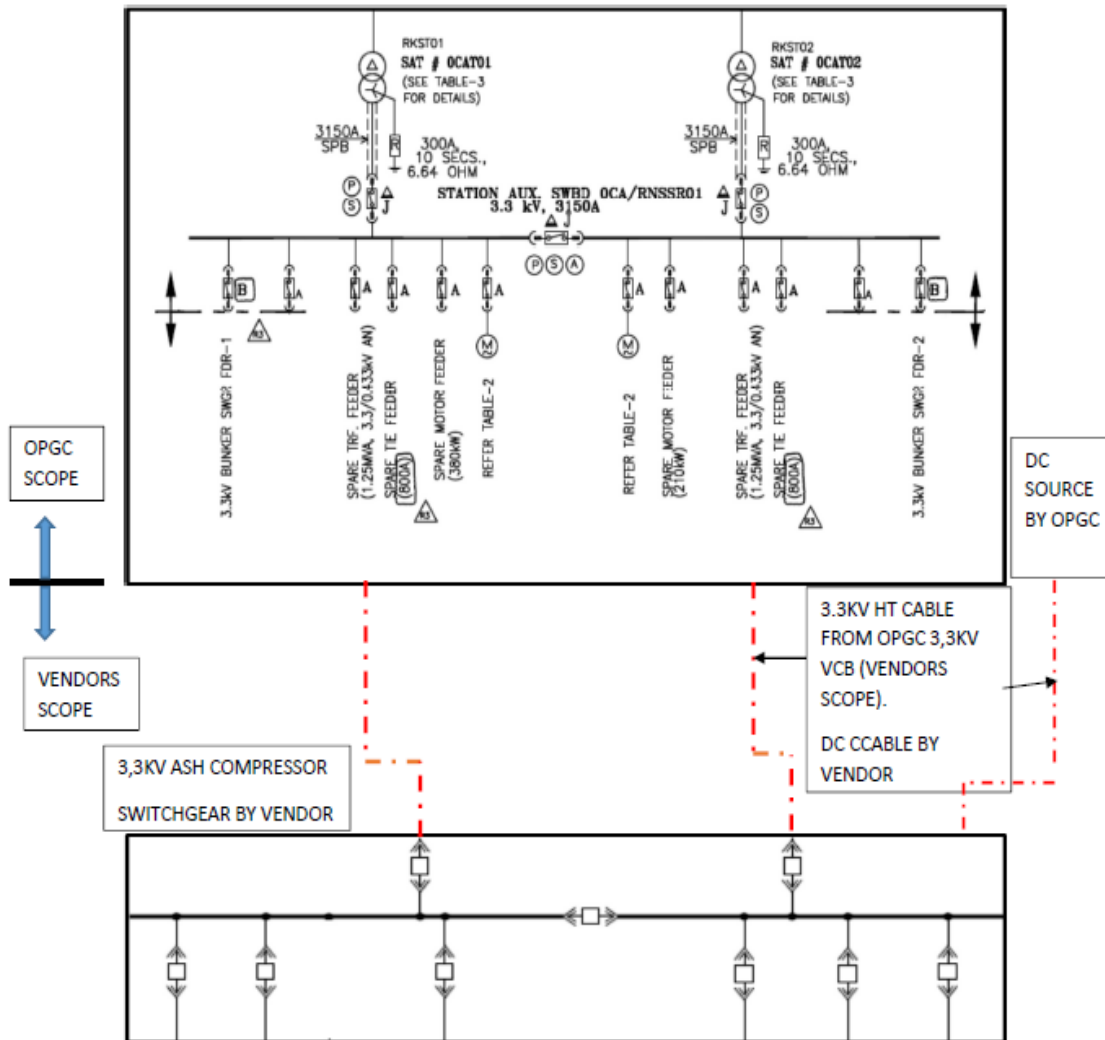 RKST01
SAT # 0CAT01
(SEE TABLE-3
FOR DETAILS)
RKST02
SAT # 0CAT02
(SEE TABLE-3
FOR DETAILS)
3150A
SPB
R
300A,
10 SECS.,
6.64 OHM
3150A
SPB
R
300A,
10 SECS.,
6.64 OHM
P
S
J
STATION AUX. SWBD 0CA/RNSSR01
3.3 kV, 3150A
J
J
P
S
P S A
B
A
A
A
A
A
A
A
A
A
A
B
3.3kV BUNKER SWGR FDR-1
R3
SPARE TRF. FEEDER
(1.25MVA, 3.3/0.433kV AN)
SPARE TIE FEEDER
(800A)
R3
SPARE MOTOR FEEDER
(380kW)
M
REFER TABLE-2
M
REFER TABLE-2
SPARE MOTOR FEEDER
(210kW)
SPARE TRF. FEEDER
(1.25MVA, 3.3/0.433kV AN)
SPARE TIE FEEDER
(800A)
R3
3.3kV BUNKER SWGR FDR-2
OPGC
SCOPE
VENDORS
SCOPE
DC
SOURCE
BY OPGC
3.3KV HT CABLE
FROM OPGC 3,3KV
VCB (VENDORS
SCOPE).
DC CCABLE BY
VENDOR
3,3KV ASH COMPRESSOR
SWITCHGEAR BY VENDOR